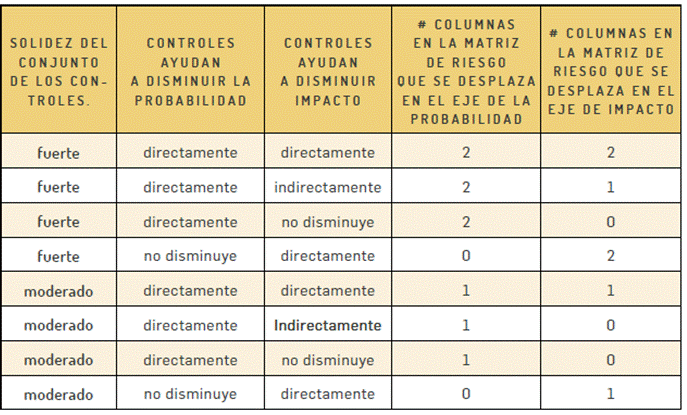 SOLIDEZ DEL
CONJUNTO
DE LOS CON-
TROLES.
CONTROLES
AYUDAN
A DISMINUIR LA
PROBABILIDAD
CONTROLES
AYUDAN
A DISMINUIR
IMPACTO
# COLUMNAS
EN LA MATRIZ
DE RIESGO
QUE SE DESPLAZA
EN EL EJE DE LA
PROBABILIDAD
# COLUMNAS EN
LA MATRIZ DE
RIESGO QUE SE
DESPLAZA EN EL
EJE DE IMPACTO
fuerte directamente directamente 2 2
fuerte directamente indirectamente 2 1
fuerte directamente no disminuye 2 0
fuerte no disminuye directamente 0 2
moderado directamente directamente 1 1
moderado directamente Indirectamente 1 0
moderado directamente no disminuye 1 0
moderado no disminuye directamente 0 1